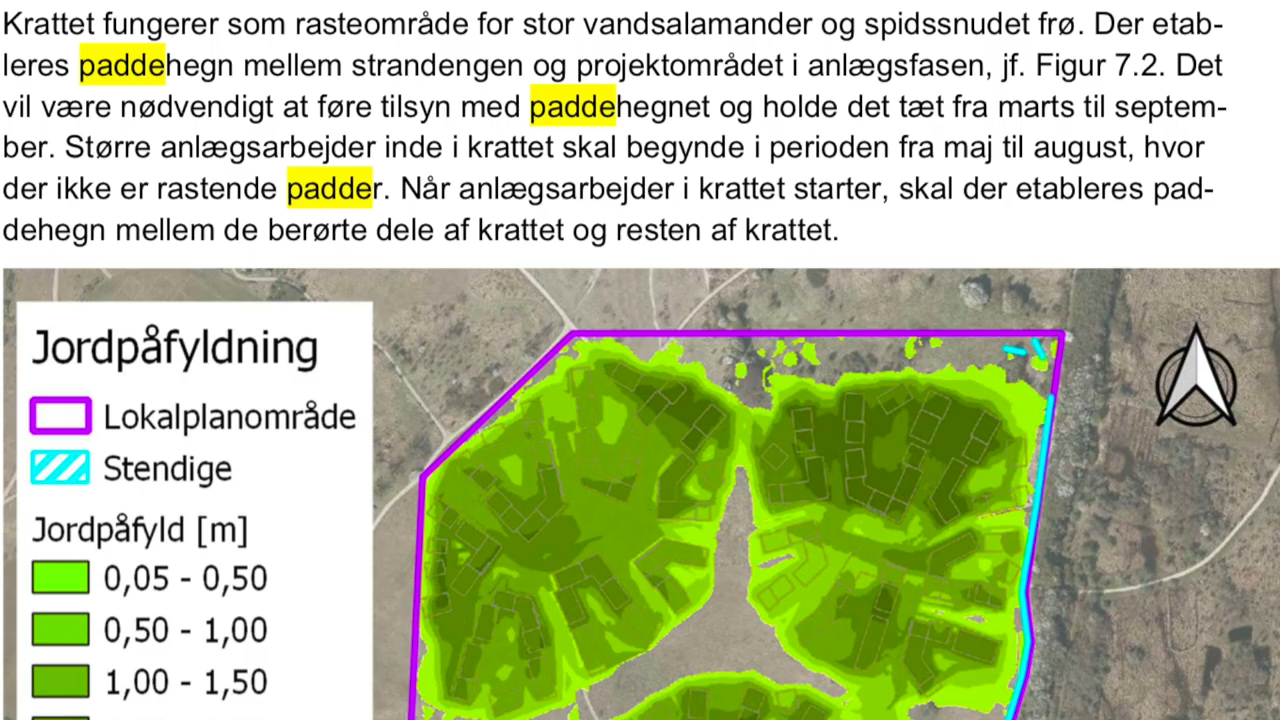 Krattet fungerer som rasteområde for stor vandsalamander og spidssnudet frø. Der etab-
leres paddehegn mellem strandengen og projektområdet i anlægsfasen, jf. Figur 7.2. Det
vil være nødvendigt at føre tilsyn med paddehegnet og holde det tæt fra marts til septem-
ber. Større anlægsarbejder inde i krattet skal begynde i perioden fra maj til august, hvor
der ikke er rastende padder. Når anlægsarbejder i krattet starter, skal der etableres pad-
dehegn mellem de berørte dele af krattet og resten af krattet.
Jordpåfyldning
Lokalplanområde
Stendige
Jordpåfyld [m]
0,05 - 0,50
0,50 - 1,00
1,00 - 1,50